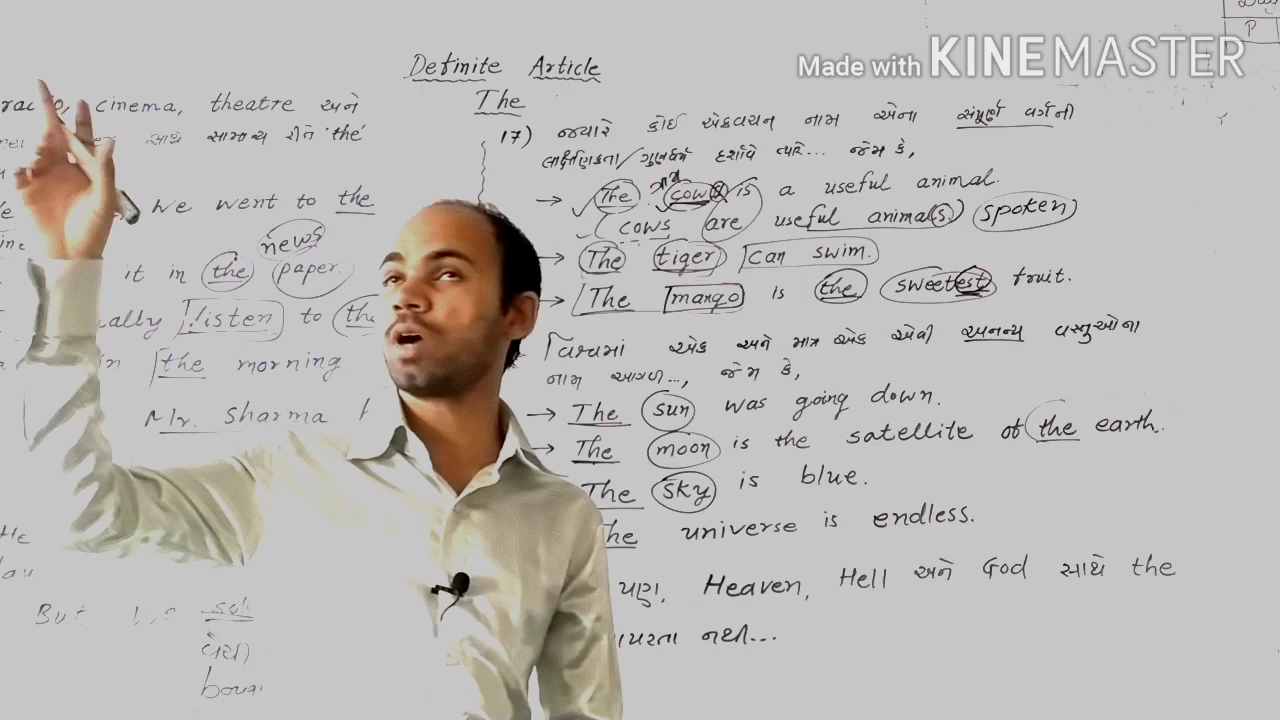 Made with KINEMASTER
P
Definite Article
The
cinema, theatre અને
સાથે સામાન્ય રીતે 'the'
We went to the
news
it in the paper.
listen to the
in the morning
Mr. Sharma
He
But
17) જ્યારે કોઈ એકવચન નામ એના સંપૂર્ણ વર્ગની
લાક્ષણિકતા/ગુણધર્મ દર્શાવે ત્યારે... જેમ કે,
→ The cow is a useful animal.
cows are useful animals) spoken
→ The tiger can swim.
→ The mango is the sweetest fruit.
વિશ્વમાં એક અને માત્ર એક એવી અનન્ય વસ્તુઓના
નામ આગળ..., જેમ કે,
→ The sun was going down.
→ The moon is the satellite of the earth.
The sky is blue.
The universe is endless.
પણ, Heaven, Hell અને God સાથે the
નથી...